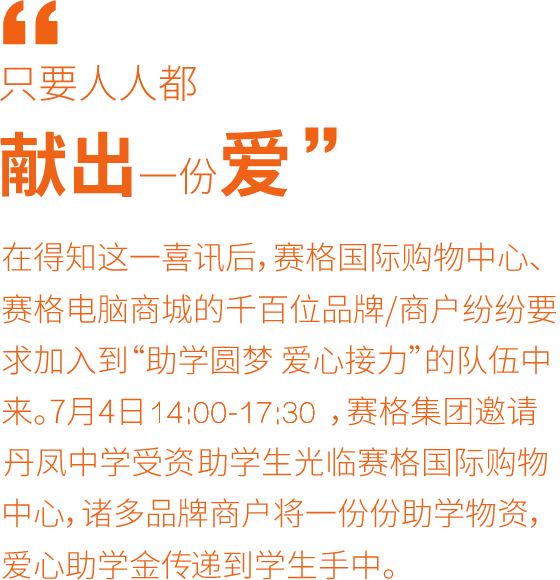 “
只要人人都
献出一份爱”
在得知这一喜讯后，赛格国际购物中心、
赛格电脑商城的千百位品牌/商户纷纷要
求加入到“助学圆梦 爱心接力”的队伍中
来。7月4日14:00-17:30 ，赛格集团邀请
丹凤中学受资助学生光临赛格国际购物
中心，诸多品牌商户将一份份助学物资，
爱心助学金传递到学生手中。